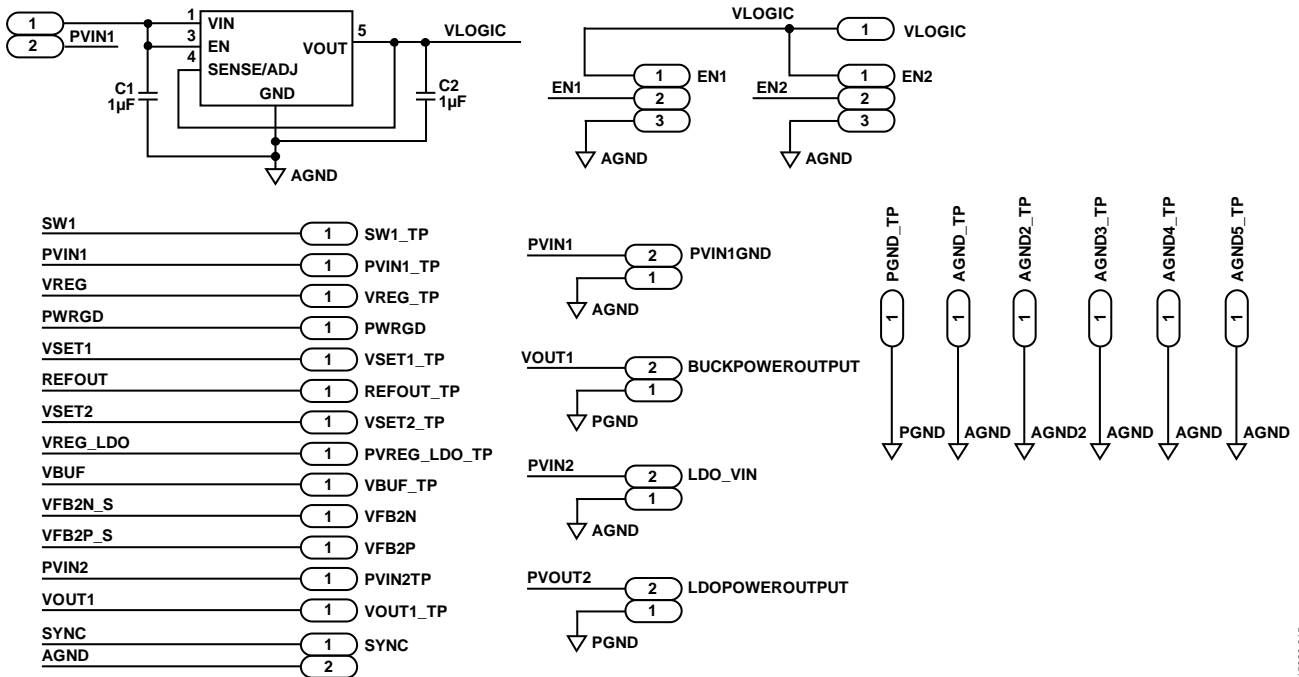 1
2
PVIN1
1
VIN
3
EN
4
SENSE/ADJ
VOUT
5
GND
VLOGIC
C1
1µF
C2
1µF
AGND
VLOGIC
1
VLOGIC
EN1
1
2
3
EN1
AGND
EN2
1
2
3
EN2
AGND
SW1
1
SW1_TP
PVIN1
1
PVIN1_TP
VREG
1
VREG_TP
PWRGD
1
PWRGD
VSET1
1
VSET1_TP
REFOUT
1
REFOUT_TP
VSET2
1
VSET2_TP
VREG_LDO
1
PVREG_LDO_TP
VBUF
1
VBUF_TP
VFB2N_S
1
VFB2N
VFB2P_S
1
VFB2P
PVIN2
1
PVIN2TP
VOUT1
1
VOUT1_TP
SYNC
1
SYNC
AGND
2
PVIN1
2
PVIN1GND
1
AGND
VOUT1
2
BUCKPOWEROUTPUT
1
PGND
PVIN2
2
LDO_VIN
1
AGND
PVOUT2
2
LDOPOWEROUTPUT
1
PGND
PGND_TP
1
PGND
AGND_TP
1
AGND
AGND2_TP
1
AGND2
AGND3_TP
1
AGND
AGND4_TP
1
AGND
AGND5_TP
1
AGND